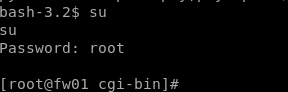 bash-3.2$ su
su
Password: root
[root@fw01 cgi-bin]#